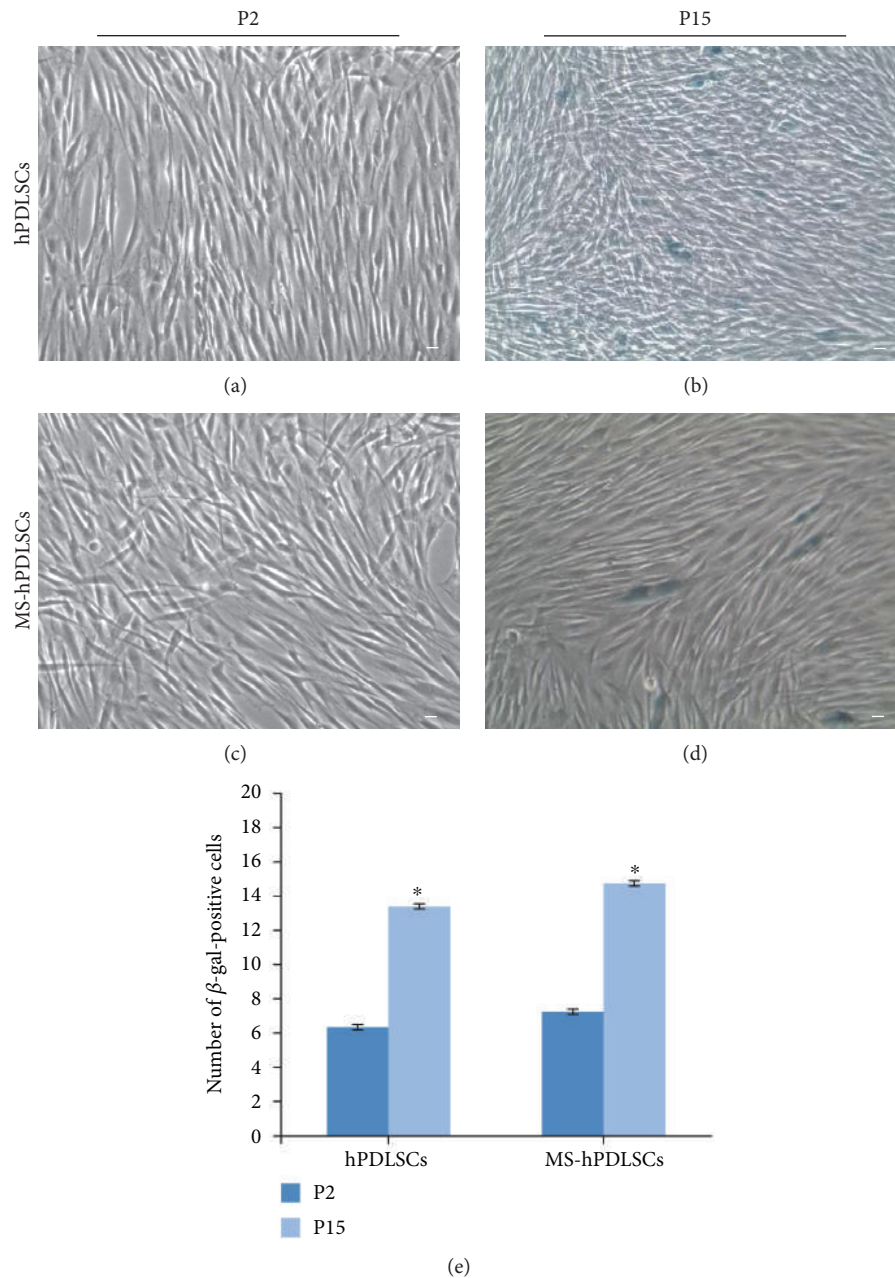 P2
P15
hPDLSCs
(a)
(b)
MS-hPDLSCs
(c)
(d)
20
18
16
14
12
10
8
6
4
2
0
Number of β-gal-positive cells
*
*
hPDLSCs
MS-hPDLSCs
P2
P15
(e)